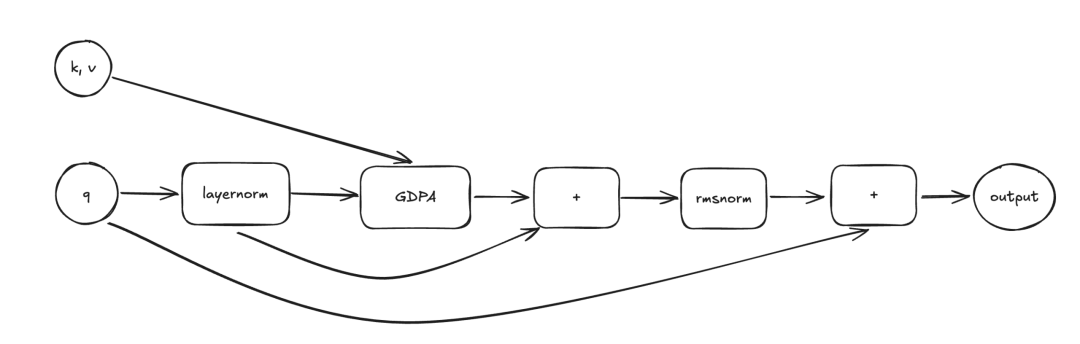 k, v
q
layernorm
GDPA
+
rmsnorm
+
output